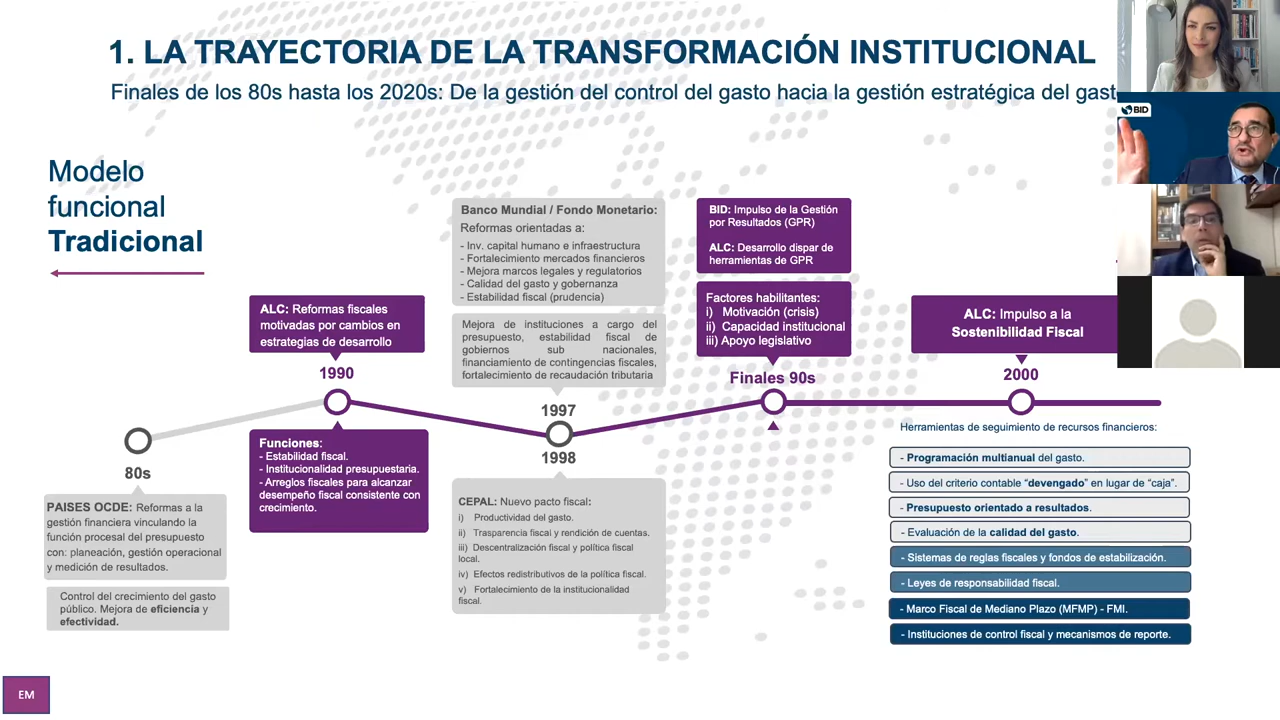 1. LA TRAYECTORIA DE LA TRANSFORMACIÓN INSTITUCIONAL
Finales de los 80s hasta los 2020s: De la gestión del control del gasto hacia la gestión estratégica del gast
BID
Modelo
funcional
Tradicional
80s
PAISES OCDE: Reformas a la
gestión financiera vinculando la
función procesal del presupuesto
con: planeación, gestión operacional
y medición de resultados.
Control del crecimiento del gasto
público. Mejora de eficiencia y
efectividad.
ALC: Reformas fiscales
motivadas por cambios en
estrategias de desarrollo
1990
Funciones:
- Estabilidad fiscal.
- Institucionalidad presupuestaria.
- Arreglos fiscales para alcanzar
desempeño fiscal consistente con
crecimiento.
Banco Mundial / Fondo Monetario:
Reformas orientadas a:
- Inv. capital humano e infraestructura
- Fortalecimiento mercados financieros
- Mejora marcos legales y regulatorios
- Calidad del gasto y gobernanza
- Estabilidad fiscal (prudencia)
Mejora de instituciones a cargo del
presupuesto, estabilidad fiscal de
gobiernos sub nacionales,
financiamiento de contingencias fiscales,
fortalecimiento de recaudación tributaria
1997
1998
CEPAL: Nuevo pacto fiscal:
i) Productividad del gasto.
ii) Trasparencia fiscal y rendición de cuentas.
iii) Descentralización fiscal y política fiscal
local.
iv) Efectos redistributivos de la política fiscal.
v) Fortalecimiento de la institucionalidad
fiscal.
BID: Impulso de la Gestión
por Resultados (GPR)
ALC: Desarrollo dispar de
herramientas de GPR
Factores habilitantes:
i) Motivación (crisis)
ii) Capacidad institucional
iii) Apoyo legislativo
Finales 90s
ALC: Impulso a la
Sostenibilidad Fiscal
2000
Herramientas de seguimiento de recursos financieros:
- Programación multianual del gasto.
- Uso del criterio contable “devengado” en lugar de “caja”.
- Presupuesto orientado a resultados.
- Evaluación de la calidad del gasto.
- Sistemas de reglas fiscales y fondos de estabilización.
- Leyes de responsabilidad fiscal.
- Marco Fiscal de Mediano Plazo (MFMP) - FMI.
- Instituciones de control fiscal y mecanismos de reporte.
EM